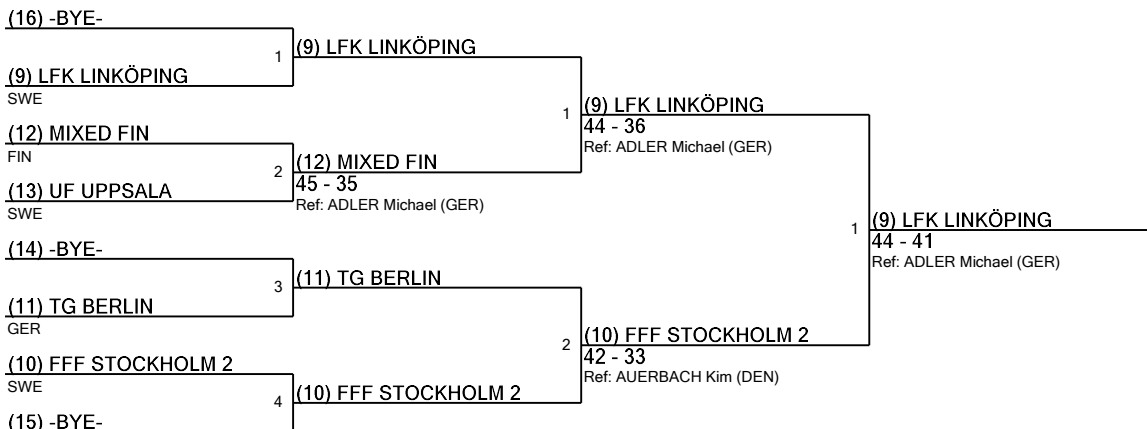 (16) -BYE-
1
(9) LFK LINKÖPING
(9) LFK LINKÖPING
SWE
1
(9) LFK LINKÖPING
44 - 36
Ref: ADLER Michael (GER)
(12) MIXED FIN
FIN
2
(12) MIXED FIN
45 - 35
Ref: ADLER Michael (GER)
(13) UF UPPSALA
SWE
1
(9) LFK LINKÖPING
44 - 41
Ref: ADLER Michael (GER)
(14) -BYE-
3
(11) TG BERLIN
(11) TG BERLIN
GER
2
(10) FFF STOCKHOLM 2
42 - 33
Ref: AUERBACH Kim (DEN)
(10) FFF STOCKHOLM 2
SWE
4
(10) FFF STOCKHOLM 2
(15) -BYE-